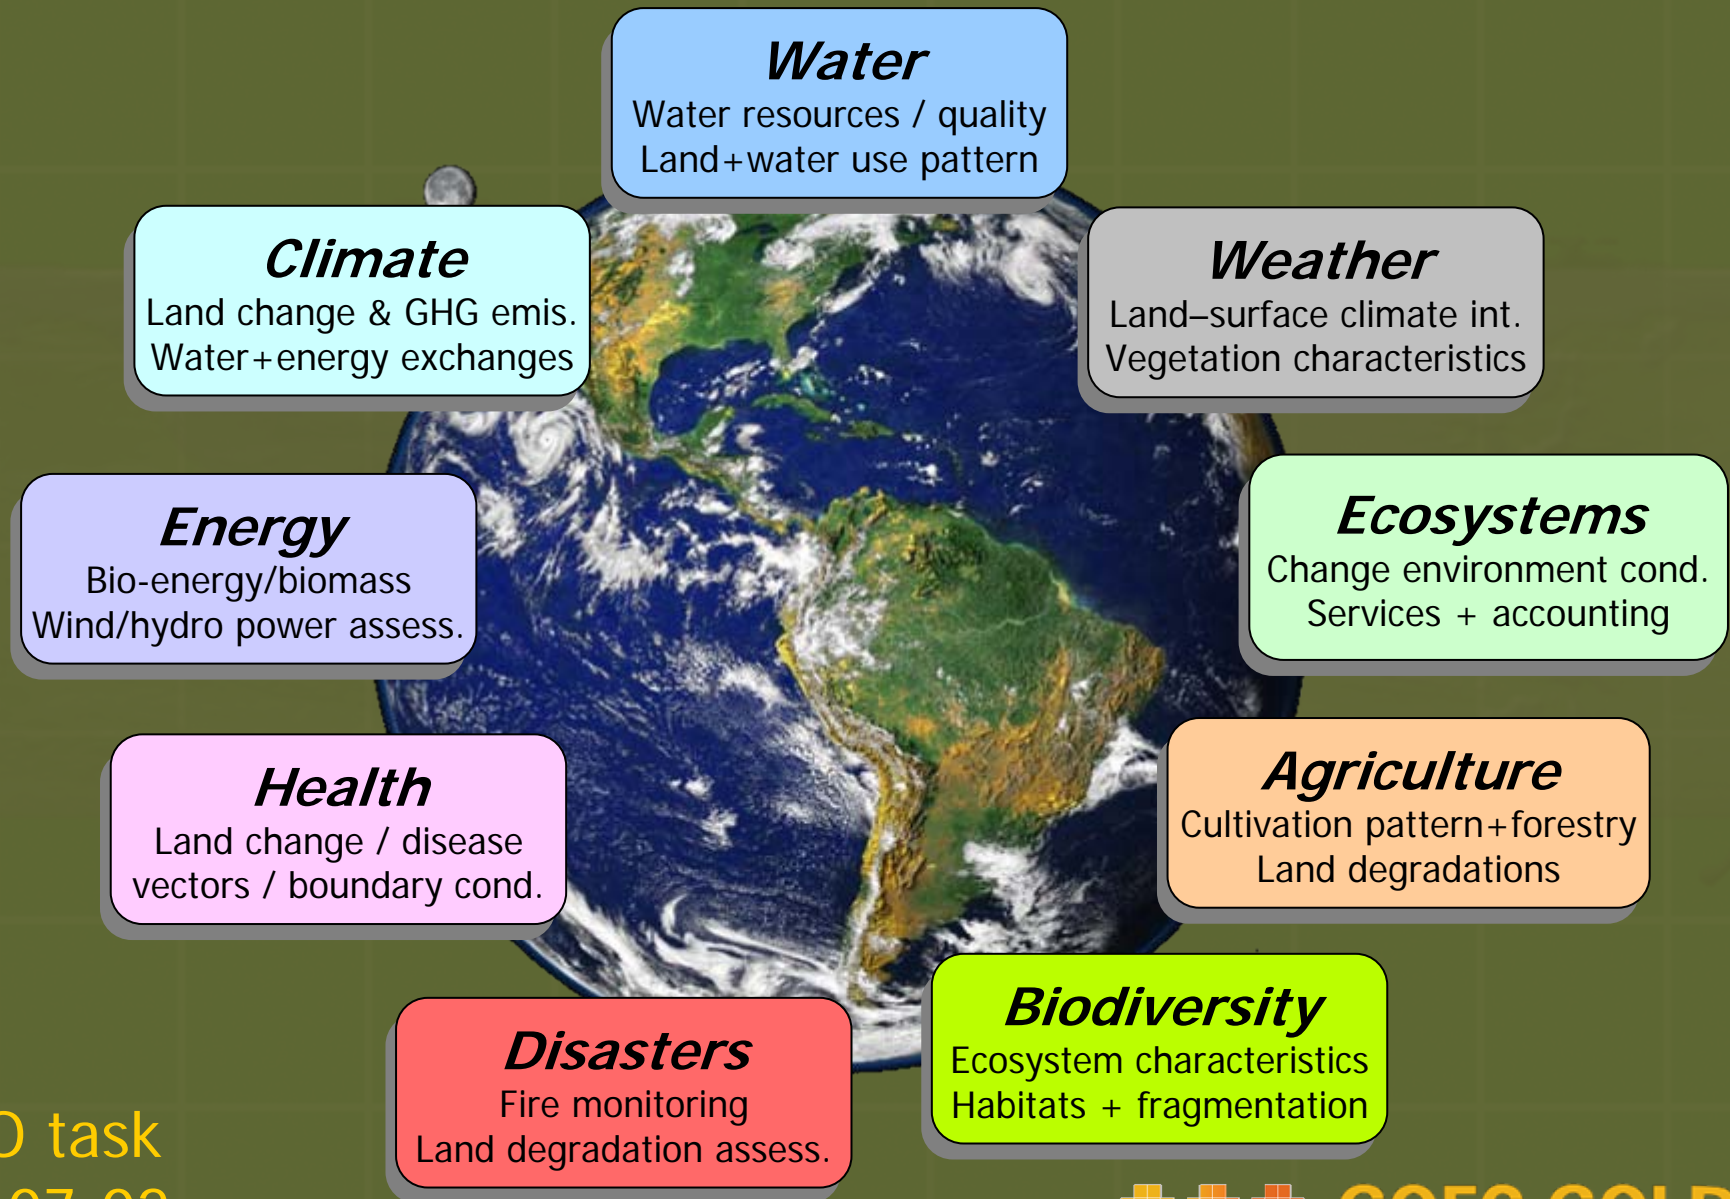 Water
Water resources / quality
Land+water use pattern
Climate
Land change & GHG emis.
Water+energy exchanges
Weather
Land–surface climate int.
Vegetation characteristics
Energy
Bio-energy/biomass
Wind/hydro power assess.
Ecosystems
Change environment cond.
Services + accounting
Health
Land change / disease
vectors / boundary cond.
Agriculture
Cultivation pattern+forestry
Land degradations
Disasters
Fire monitoring
Land degradation assess.
Biodiversity
Ecosystem characteristics
Habitats + fragmentation
task